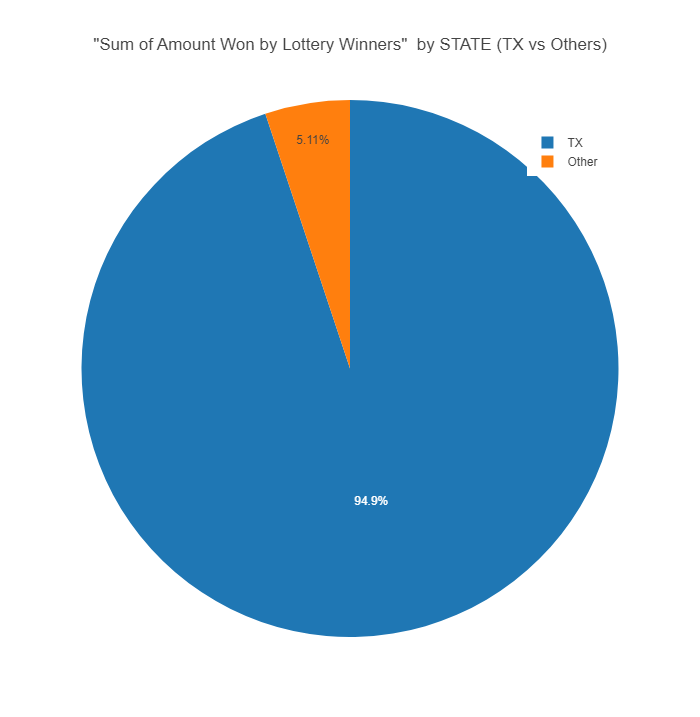 "Sum of Amount Won by Lottery Winners"  by STATE (TX vs Others)
5.11%
TX
Other
94.9%